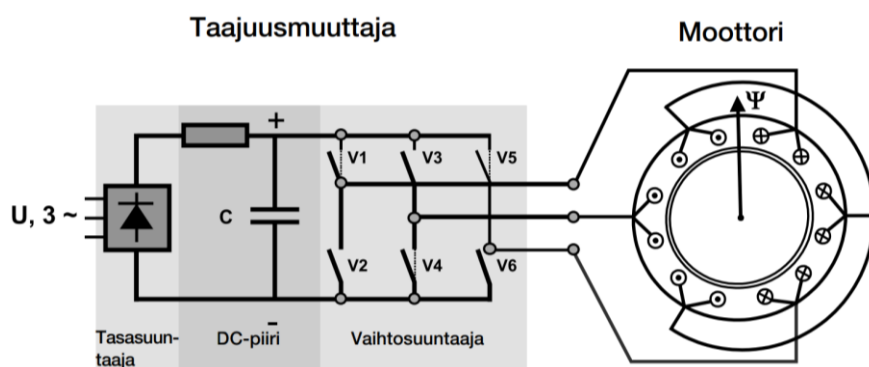 Taajuusmuuttaja
Moottori
Ψ
+
V1
V3
V5
U, 3 ~
C
V2
V4
V6
-
Tasasuun-
taaja
DC-piiri
Vaihtosuuntaaja